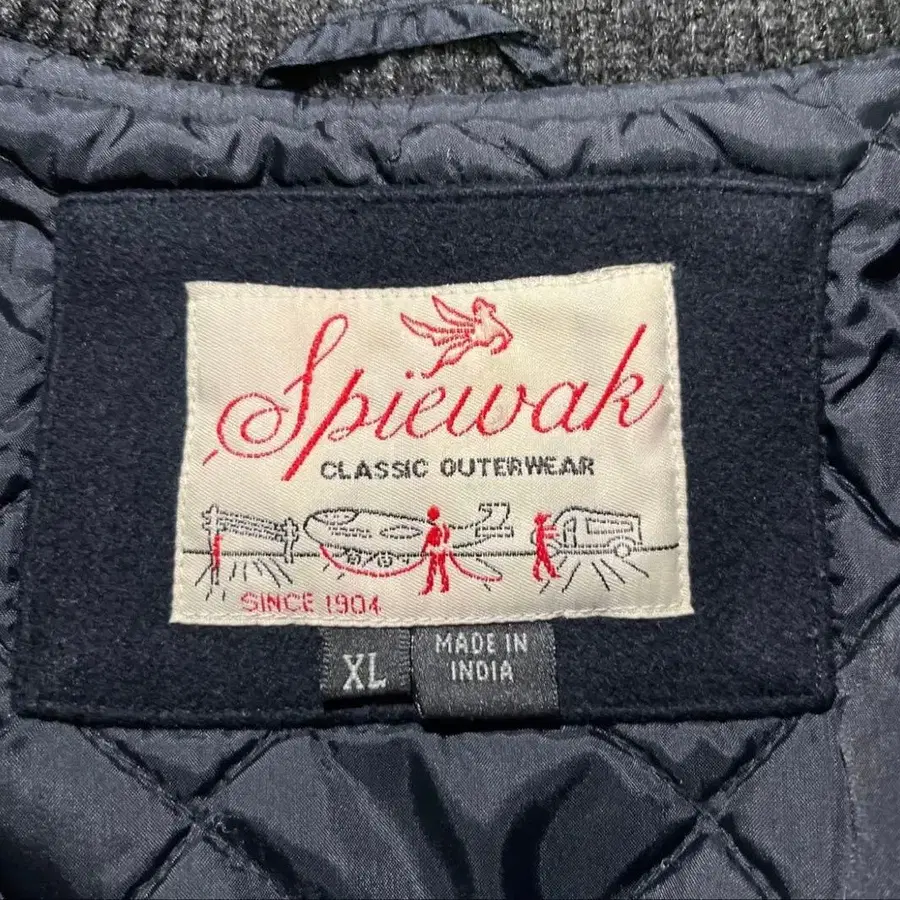 Spiewak
CLASSIC OUTERWEAR
SINCE 1904
XL
MADE IN
INDIA